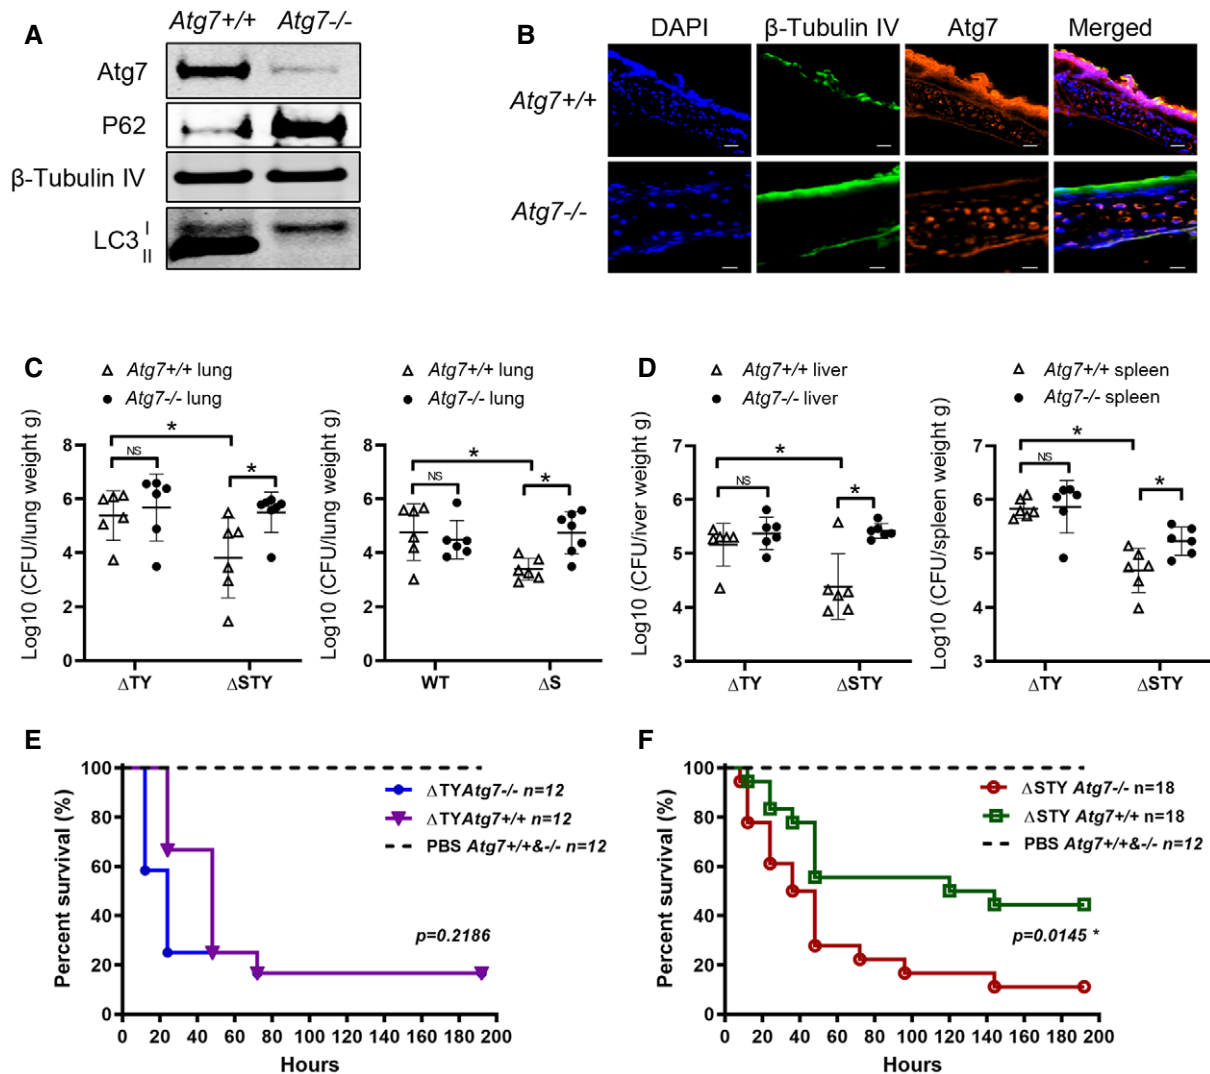 A
Atg7+/+ Atg7-/-
Atg7
P62
β-Tubulin IV
LC3 I
II
B
DAPI β-Tubulin IV Atg7 Merged
Atg7+/+
Atg7-/-
C
Atg7+/+ lung
Atg7-/- lung
Log10 (CFU/lung weight g)
8
6
4
2
0
*
NS
*
ΔTY ΔSTY
Atg7+/+ lung
Atg7-/- lung
Log10 (CFU/lung weight g)
8
6
4
2
0
*
NS
*
WT ΔS
D
Atg7+/+ liver
Atg7-/- liver
Log10 (CFU/liver weight g)
7
6
5
4
3
*
NS
*
ΔTY ΔSTY
Atg7+/+ spleen
Atg7-/- spleen
Log10 (CFU/spleen weight g)
7
6
5
4
3
*
NS
*
ΔTY ΔSTY
E
Percent survival (%)
100
80
60
40
20
0
ΔTYAtg7-/- n=12
ΔTYAtg7+/+ n=12
PBS Atg7+/+&-/- n=12
p=0.2186
0 20 40 60 80 100 120 140 160 180 200
Hours
F
Percent survival (%)
100
80
60
40
20
0
ΔSTY Atg7-/- n=18
ΔSTY Atg7+/+ n=18
PBS Atg7+/+&-/- n=12
p=0.0145 *
0 20 40 60 80 100 120 140 160 180 200
Hours